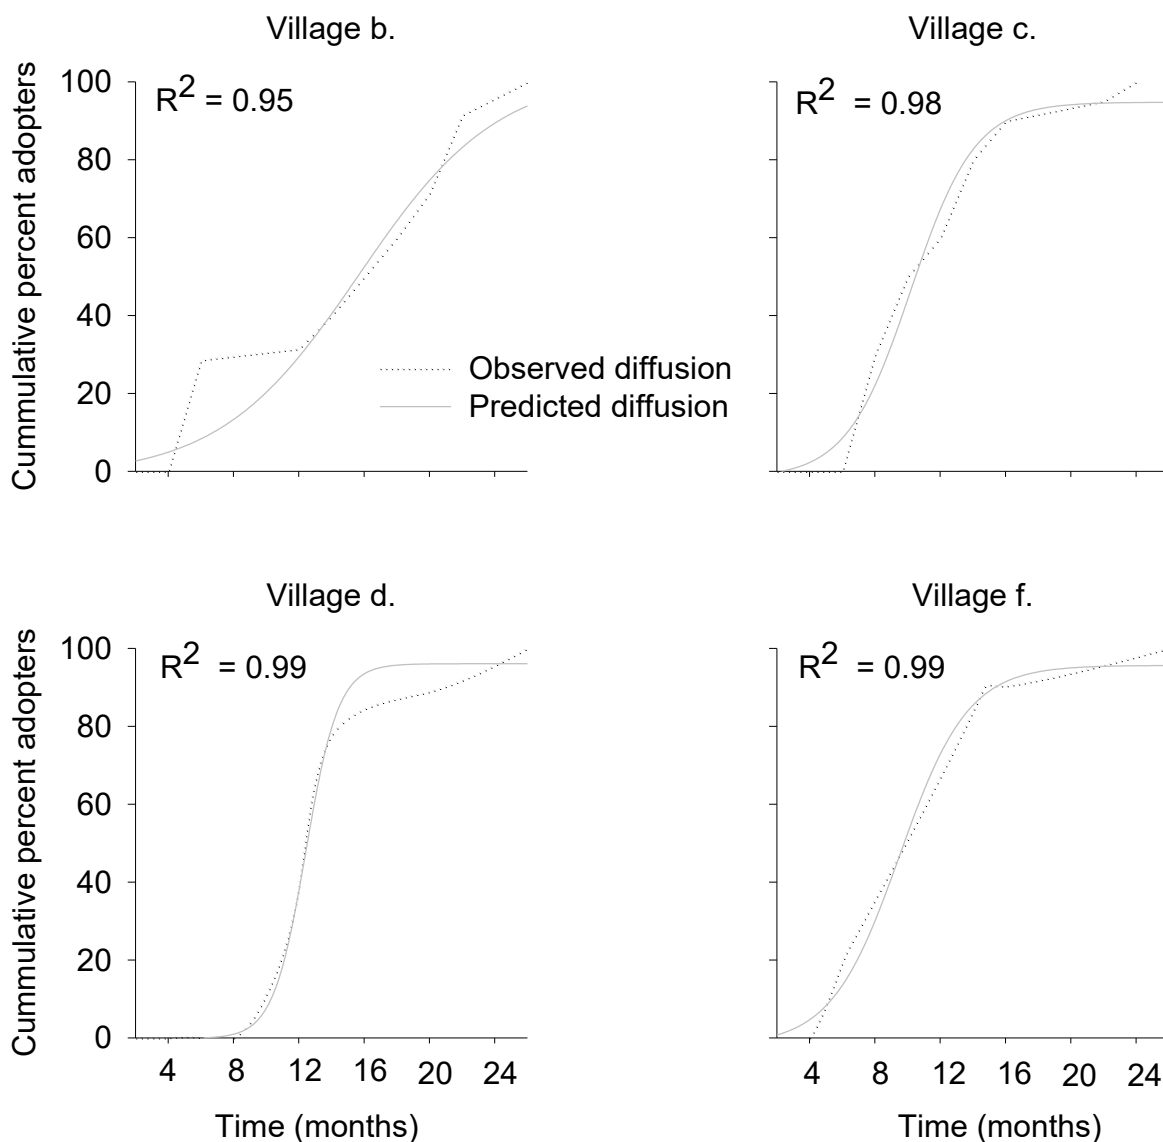 Village b.
Village c.
Cummulative percent adopters
100
80
60
40
20
0
R2 = 0.95
R2 = 0.98
Observed diffusion
Predicted diffusion
Village d.
Village f.
Cummulative percent adopters
100
80
60
40
20
0
R2 = 0.99
R2 = 0.99
4 8 12 16 20 24
4 8 12 16 20 24
Time (months)
Time (months)